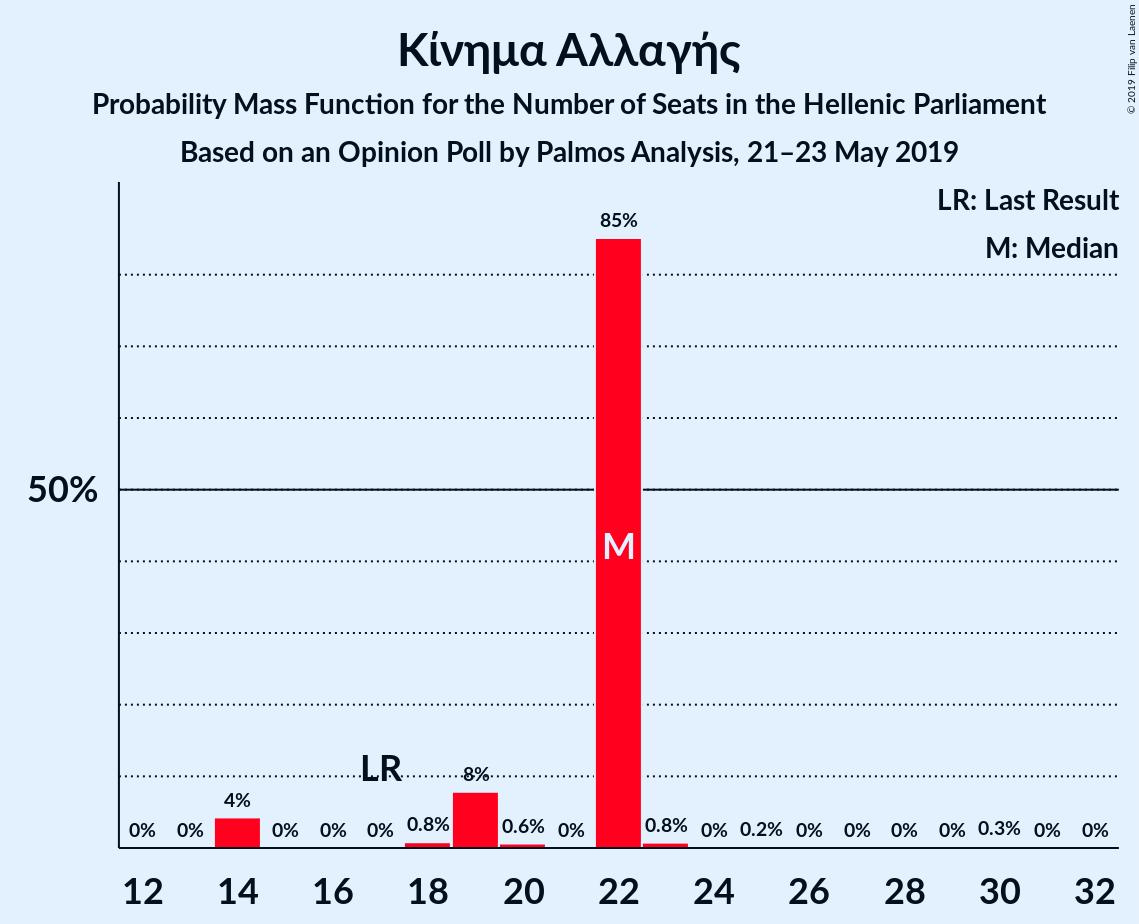 Κίνημα Αλλαγής
Probability Mass Function for the Number of Seats in the Hellenic Parliament
Based on an Opinion Poll by Palmos Analysis, 21–23 May 2019
© 2019 Filip van Laenen
LR: Last Result
M: Median
85%
50%
M
LR
0% 0% 4% 0% 0% 0% 0.8% 8% 0.6% 0% 0.8% 0% 0.2% 0% 0% 0% 0% 0.3% 0% 0%
12 14 16 18 20 22 24 26 28 30 32